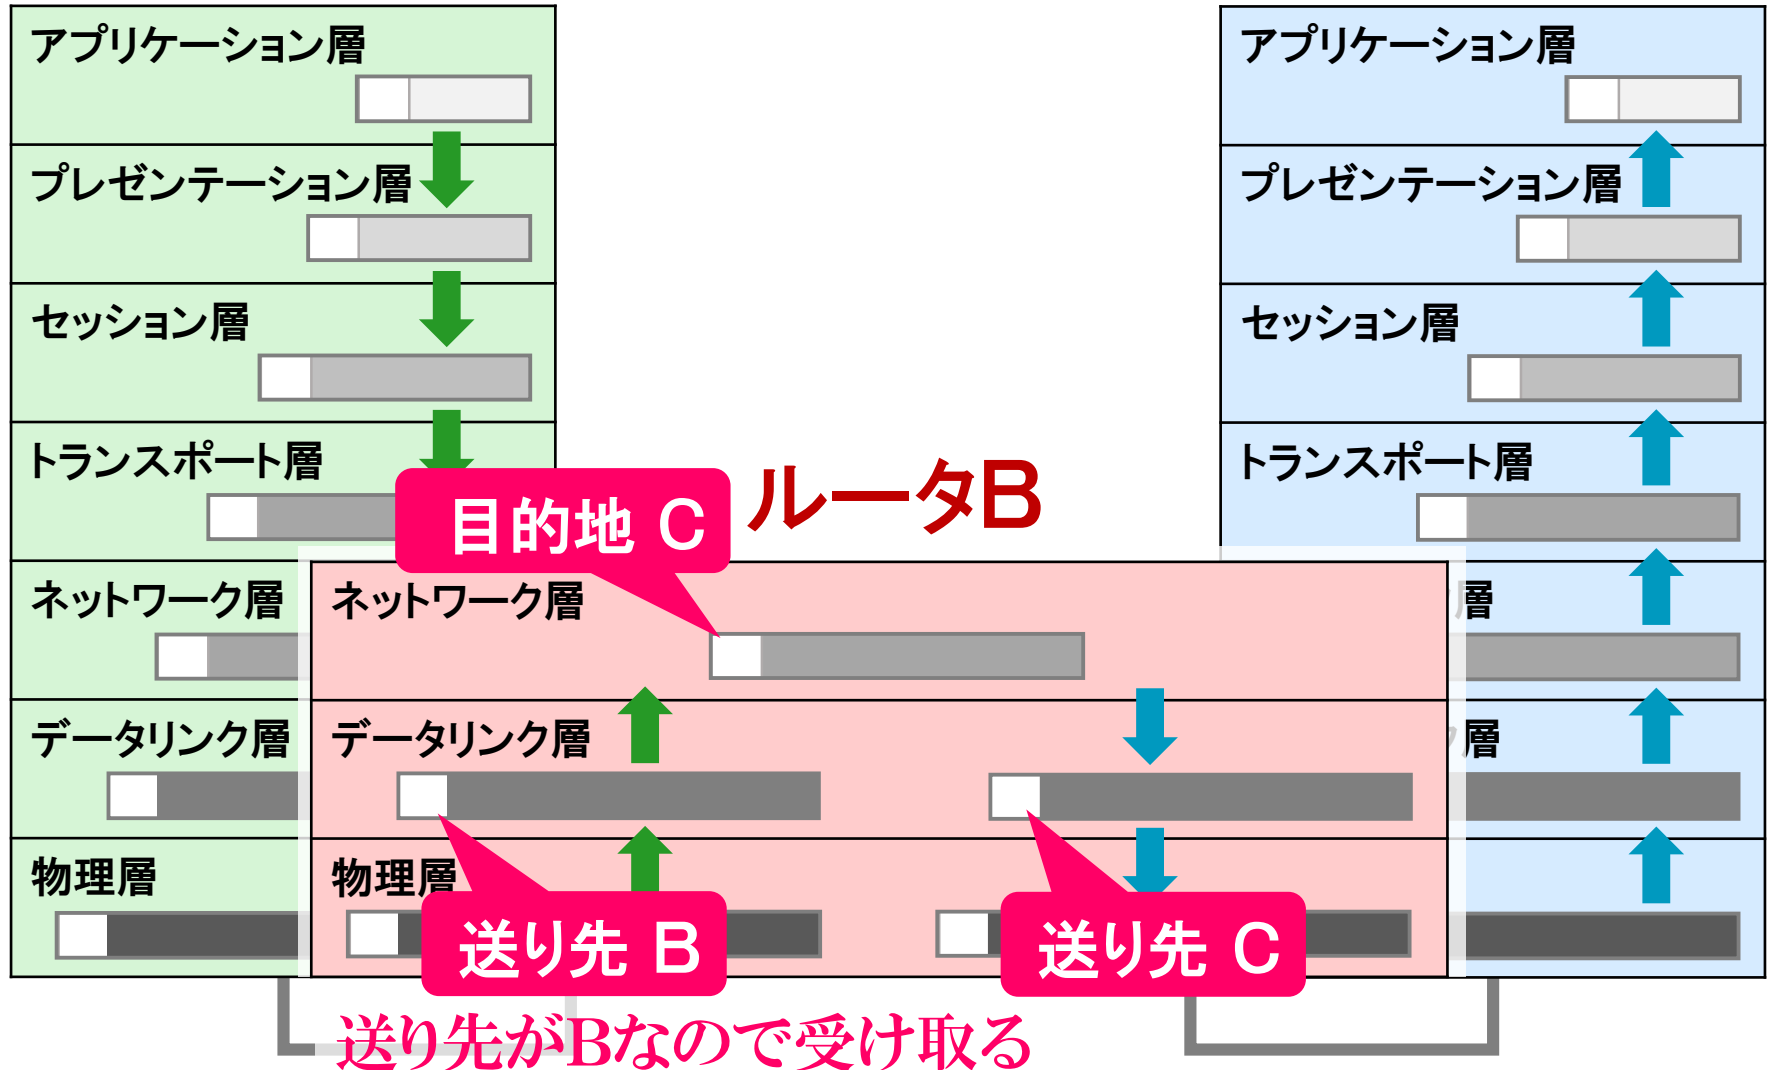 アプリケーション層
プレゼンテーション層
セッション層
トランスポート層
ネットワーク層
データリンク層
物理層
ルータB
目的地 C
ネットワーク層
データリンク層
物理層
送り先 B
送り先 C
送り先がBなので受け取る
アプリケーション層
プレゼンテーション層
セッション層
トランスポート層
層
層